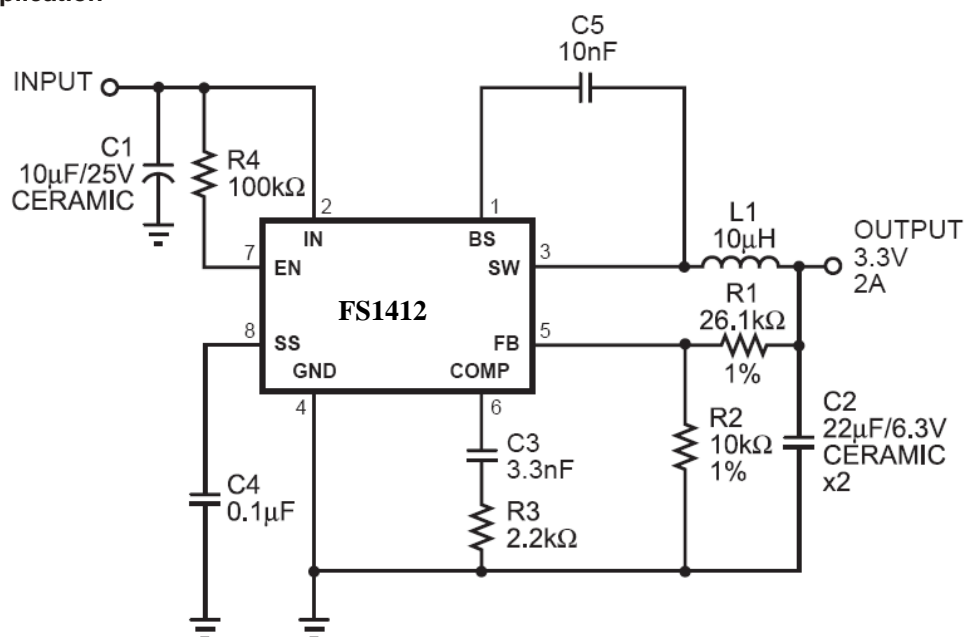 INPUT
C1
10µF/25V
CERAMIC
R4
100kΩ
C5
10nF
2
1
IN
BS
7
EN
SW
3
L1
10µH
OUTPUT
3.3V
2A
FS1412
R1
26.1kΩ
1%
8
SS
FB
5
GND
COMP
4
6
C4
0.1µF
C3
3.3nF
R3
2.2kΩ
R2
10kΩ
1%
C2
22µF/6.3V
CERAMIC
x2